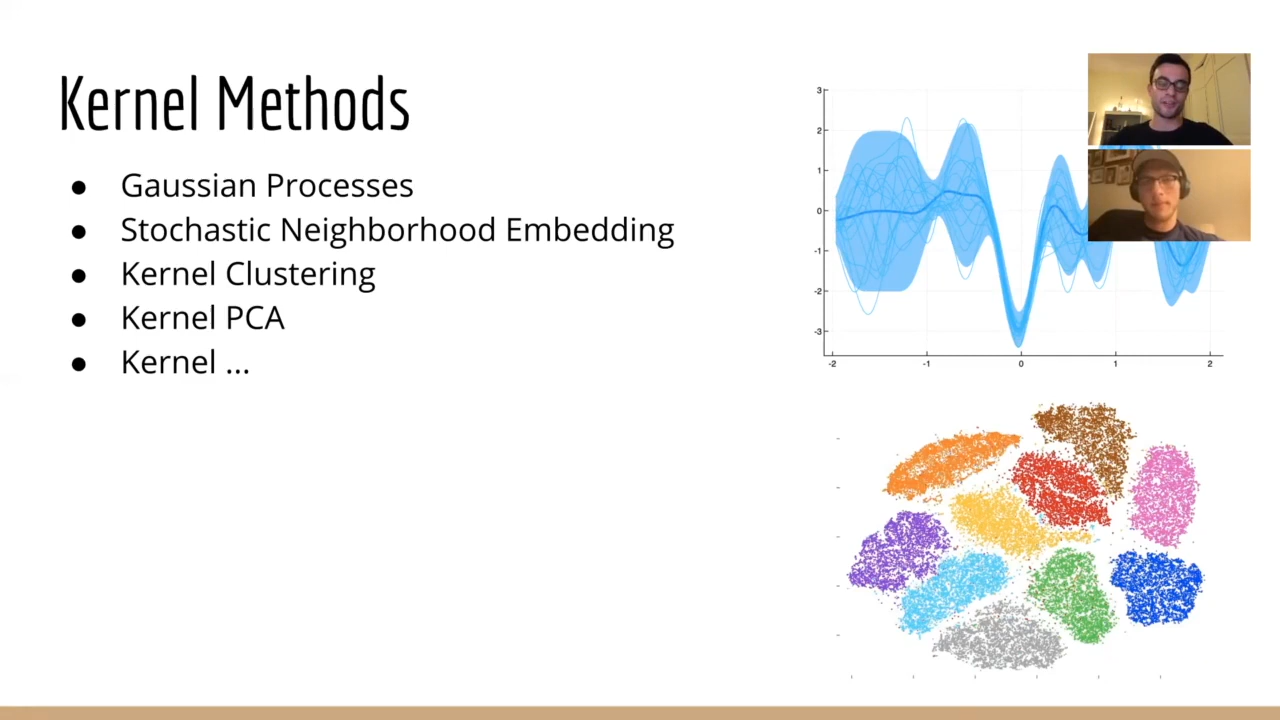 Kernel Methods
● Gaussian Processes
● Stochastic Neighborhood Embedding
● Kernel Clustering
● Kernel PCA
● Kernel ...
3
2
1
0
-1
-2
-3
-2 -1 0 1 2